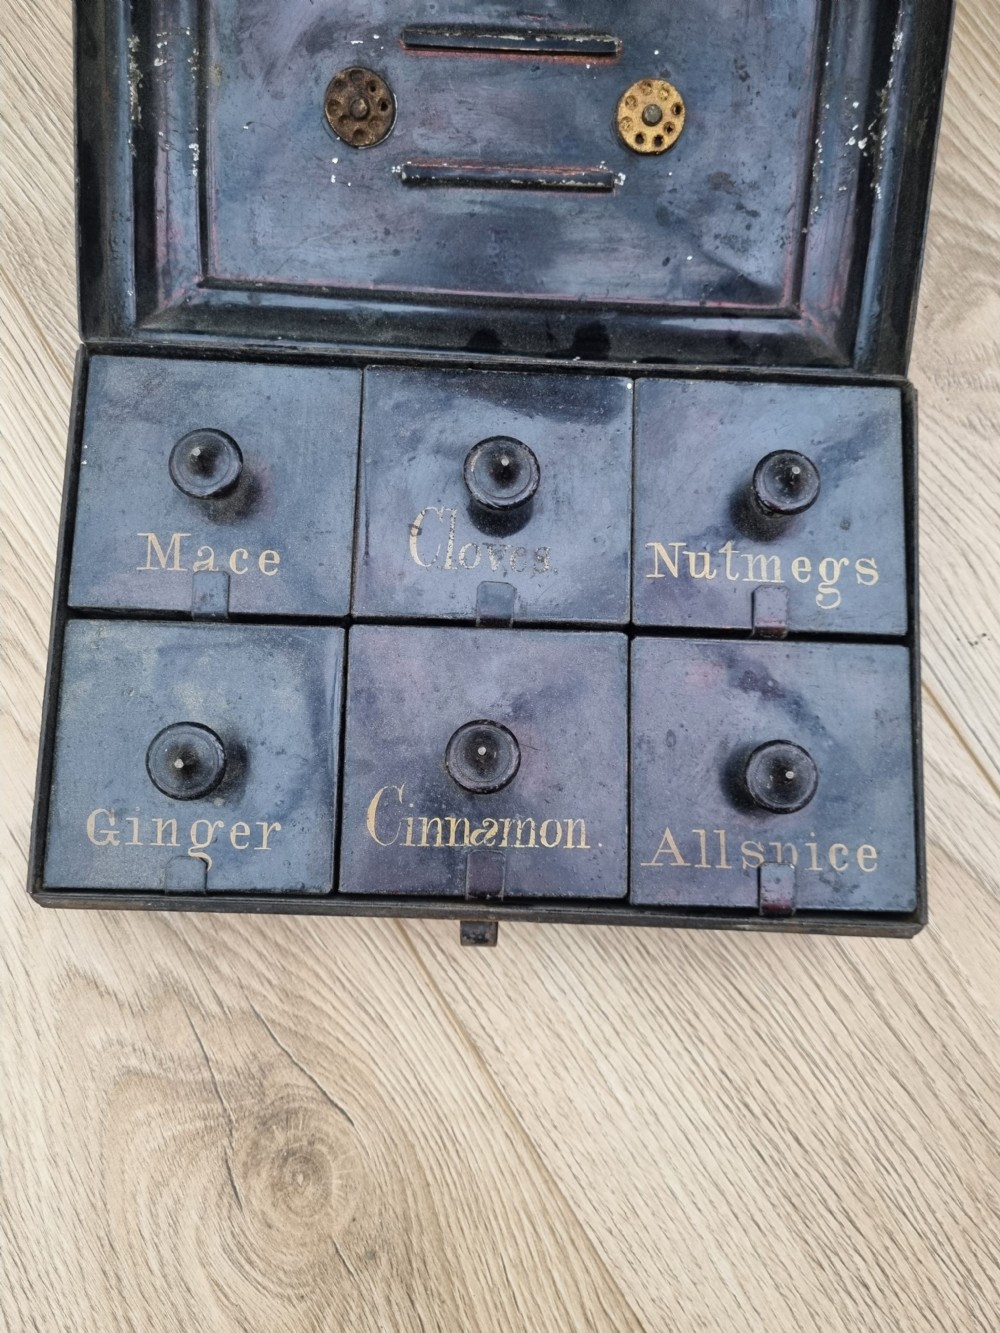 Mace
Cloves.
Nutmegs
Ginger
Cinnamon.
Allspice